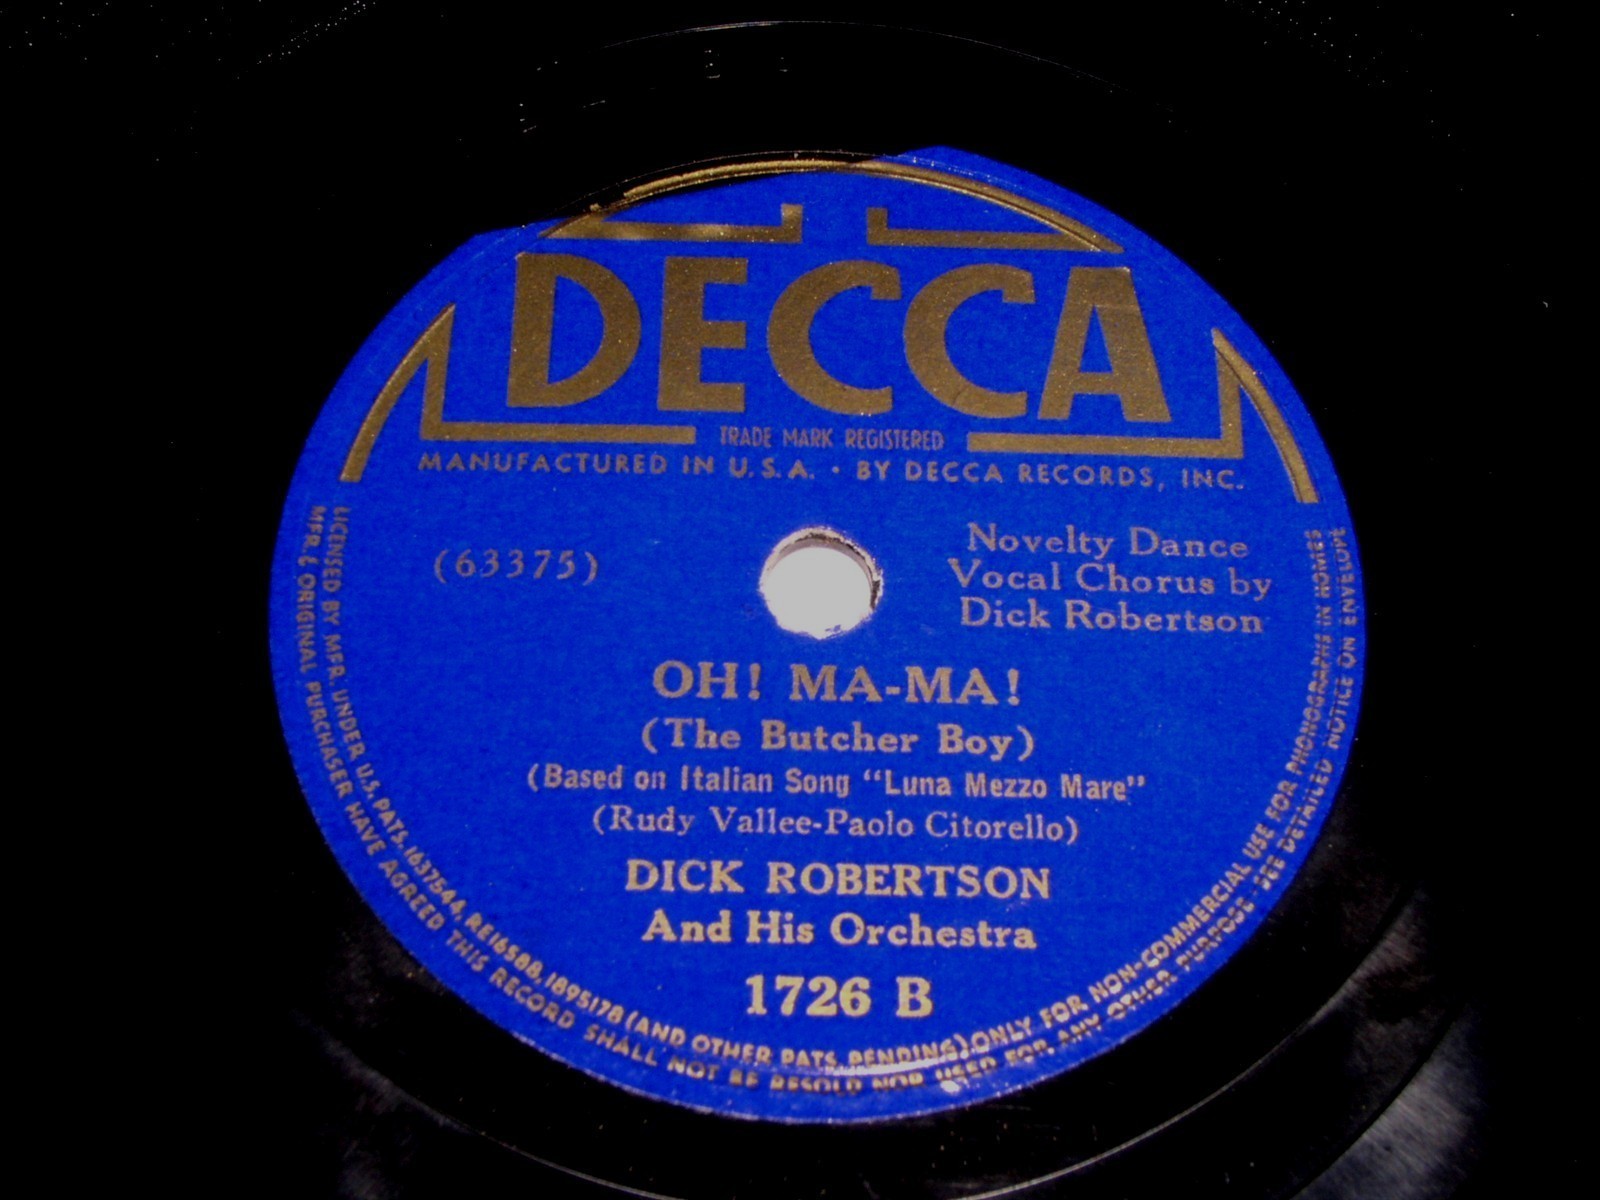 DECCA
TRADE MARK REGISTERED
MANUFACTURED IN U.S.A. • BY DECCA RECORDS, INC.
(63375)
Novelty Dance
Vocal Chorus by
Dick Robertson
OH! MA-MA!
(The Butcher Boy)
(Based on Italian Song "Luna Mezzo Mare"
(Rudy Vallee-Paolo Citorello)
DICK ROBERTSON
And His Orchestra
1726 B
LICENSED BY MFR. UNDER U.S. PATS. 1637544, RE16588, 1895178 (AND OTHER PATS. PENDING) ONLY FOR NON-COMMERCIAL USE FOR PHONOGRAPHS IN HOMES
MFR. & ORIGINAL PURCHASER HAVE AGREED THIS RECORD SHALL NOT BE RESOLD NOR USED FOR ANY OTHER PURPOSE · SEE DETAILED NOTICE ON ENVELOPE